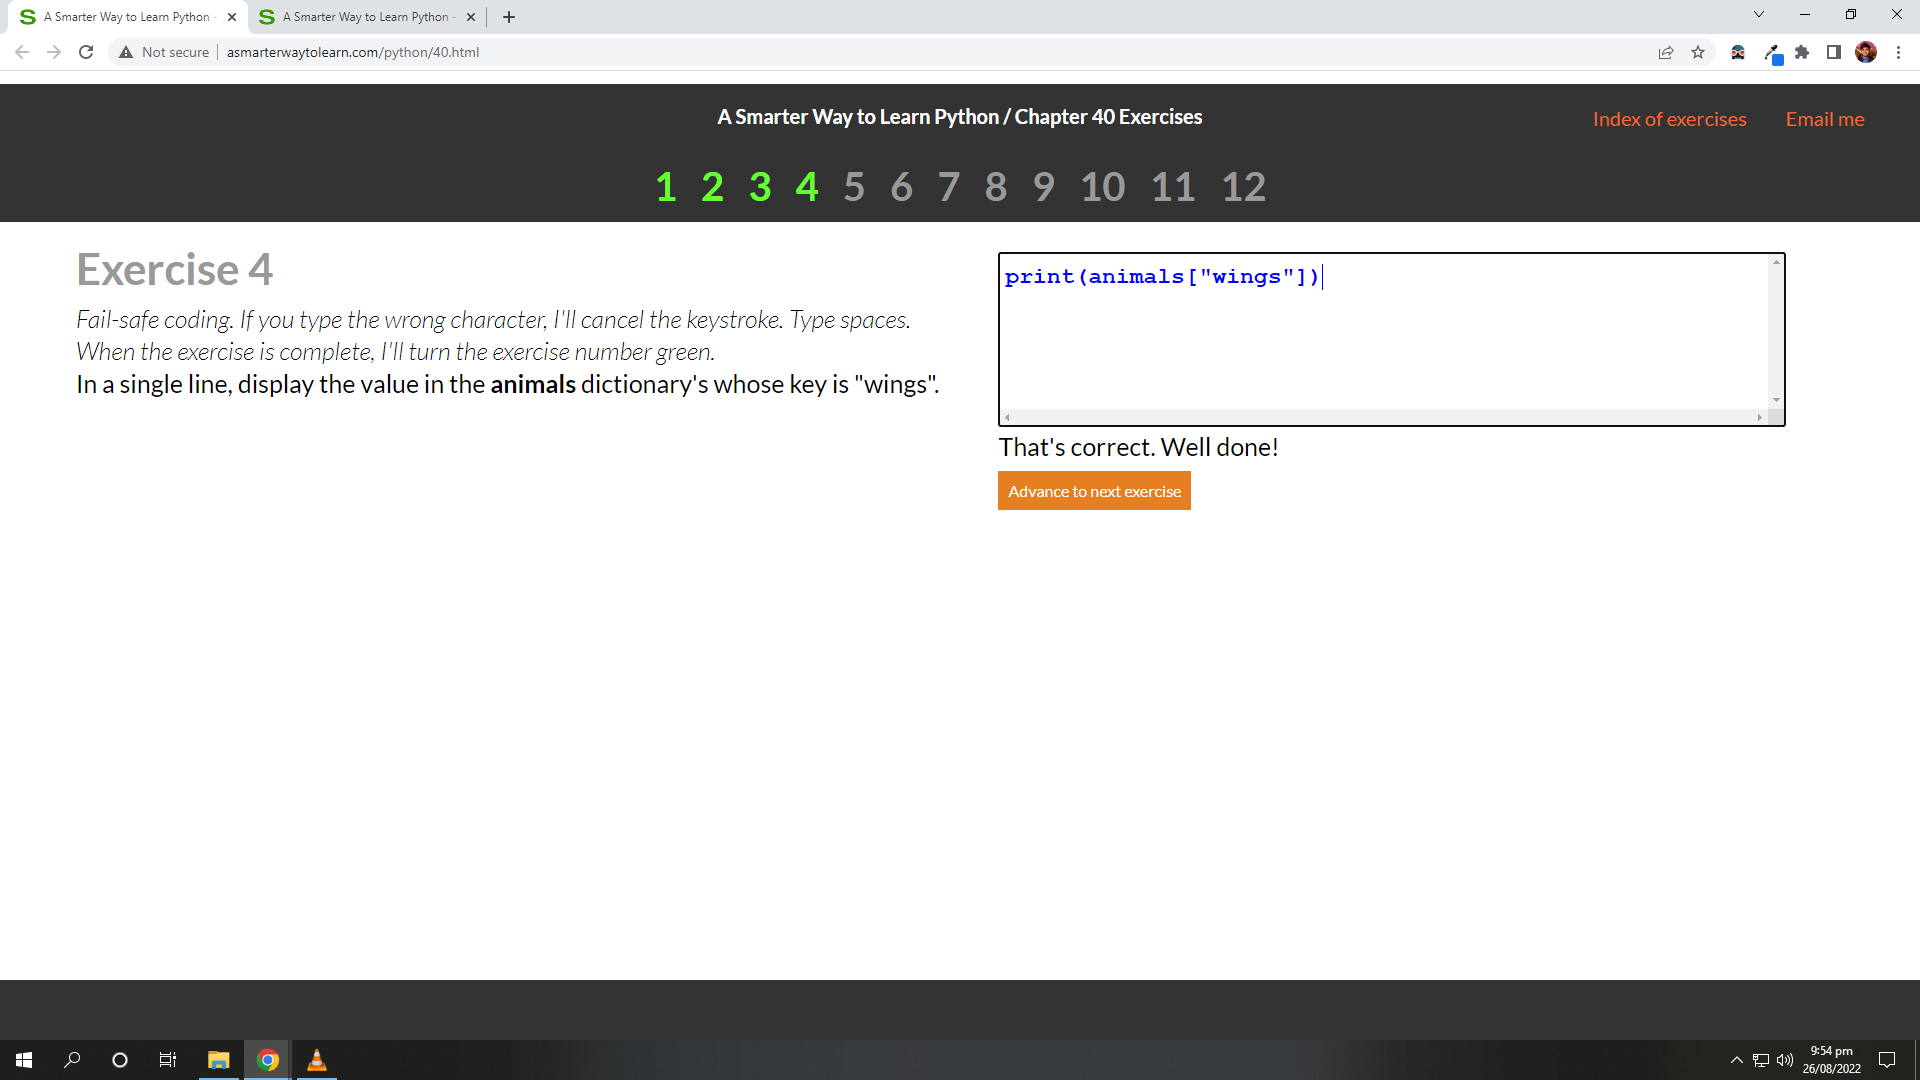 A Smarter Way to Learn Python -
A Smarter Way to Learn Python -
Not secure
asmarterwaytolearn.com/python/40.html
A Smarter Way to Learn Python / Chapter 40 Exercises
Index of exercises
Email me
1 2 3 4 5 6 7 8 9 10 11 12
Exercise 4
Fail-safe coding. If you type the wrong character, I'll cancel the keystroke. Type spaces.
When the exercise is complete, I'll turn the exercise number green.
In a single line, display the value in the animals dictionary's whose key is "wings".
print(animals["wings"])
That's correct. Well done!
Advance to next exercise
9:54 pm
26/08/2022